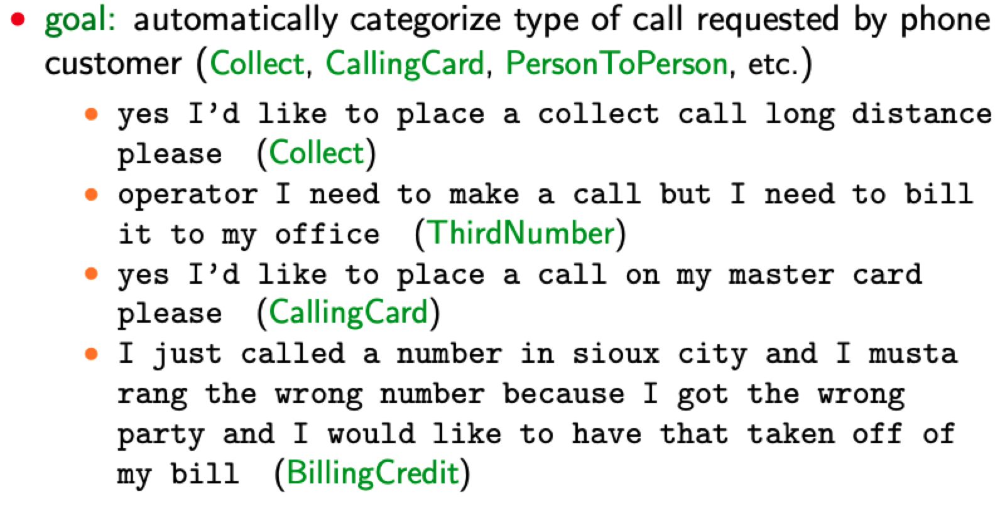 • goal: automatically categorize type of call requested by phone
customer (Collect, CallingCard, PersonToPerson, etc.)
• yes I'd like to place a collect call long distance
please (Collect)
• operator I need to make a call but I need to bill
it to my office (ThirdNumber)
• yes I'd like to place a call on my master card
please (CallingCard)
• I just called a number in sioux city and I musta
rang the wrong number because I got the wrong
party and I would like to have that taken off of
my bill (BillingCredit)